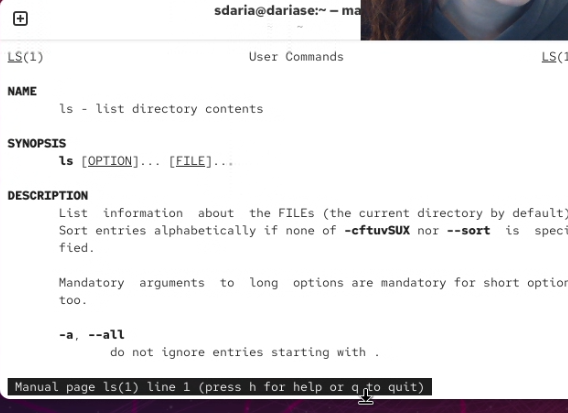 sdaria@dariase:~ — ma
~
LS(1) User Commands LS(1
NAME
ls - list directory contents
SYNOPSIS
ls [OPTION]... [FILE]...
DESCRIPTION
List information about the FILEs (the current directory by default)
Sort entries alphabetically if none of -cftuvSUX nor --sort is speci
fied.
Mandatory arguments to long options are mandatory for short option
too.
-a, --all
do not ignore entries starting with .
Manual page ls(1) line 1 (press h for help or q to quit)